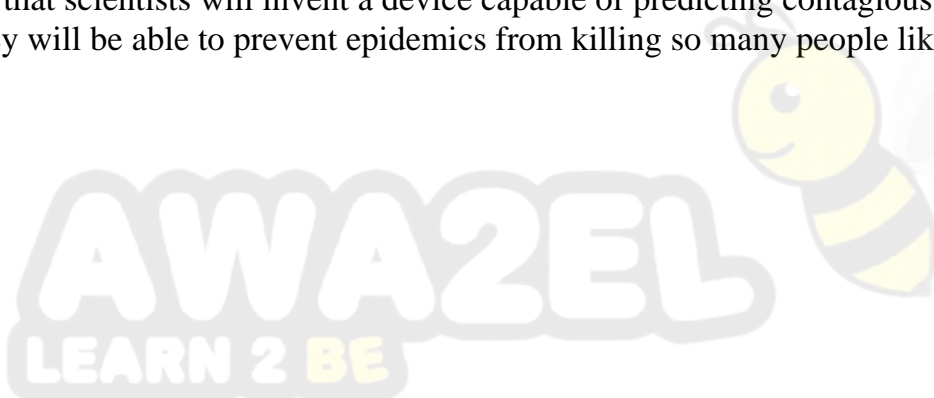 that scientists will invent a device capable of predicting contagious
will be able to prevent epidemics from killing so many people
AWA2EL
LEARN 2 BE